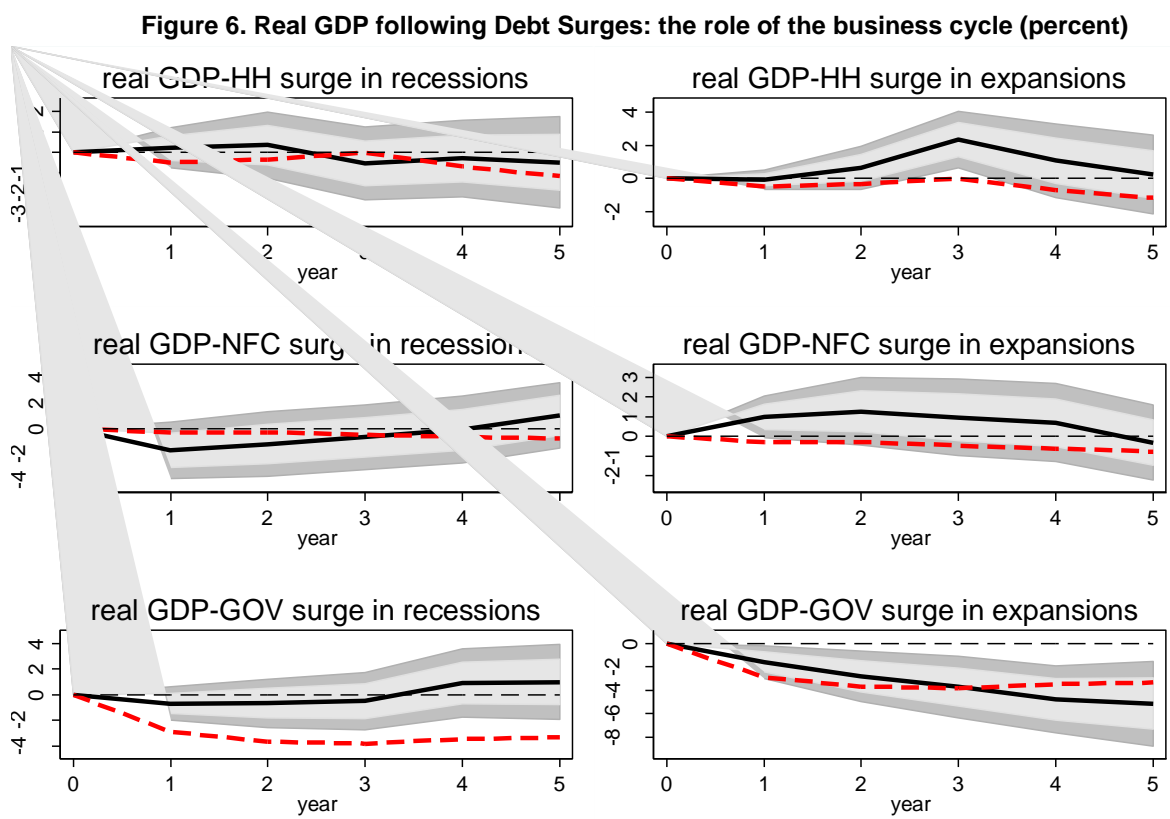 Figure 6. Real GDP following Debt Surges: the role of the business cycle (percent)
real GDP-HH surge in recessions
real GDP-HH surge in expansions
2
-3-2-1
1 2 4 5
year
4
2
0
-2
0 1 2 3 4 5
year
real GDP-NFC surge in recessions
real GDP-NFC surge in expansions
4
2
0
-2
-4
1 2 3 4 5
year
3
2
1
0
-2-1
0 1 2 3 4 5
year
real GDP-GOV surge in recessions
real GDP-GOV surge in expansions
4
2
0
-2
-4
0 1 2 3 4 5
year
0
-2
-4
-6
-8
0 1 2 3 4 5
year